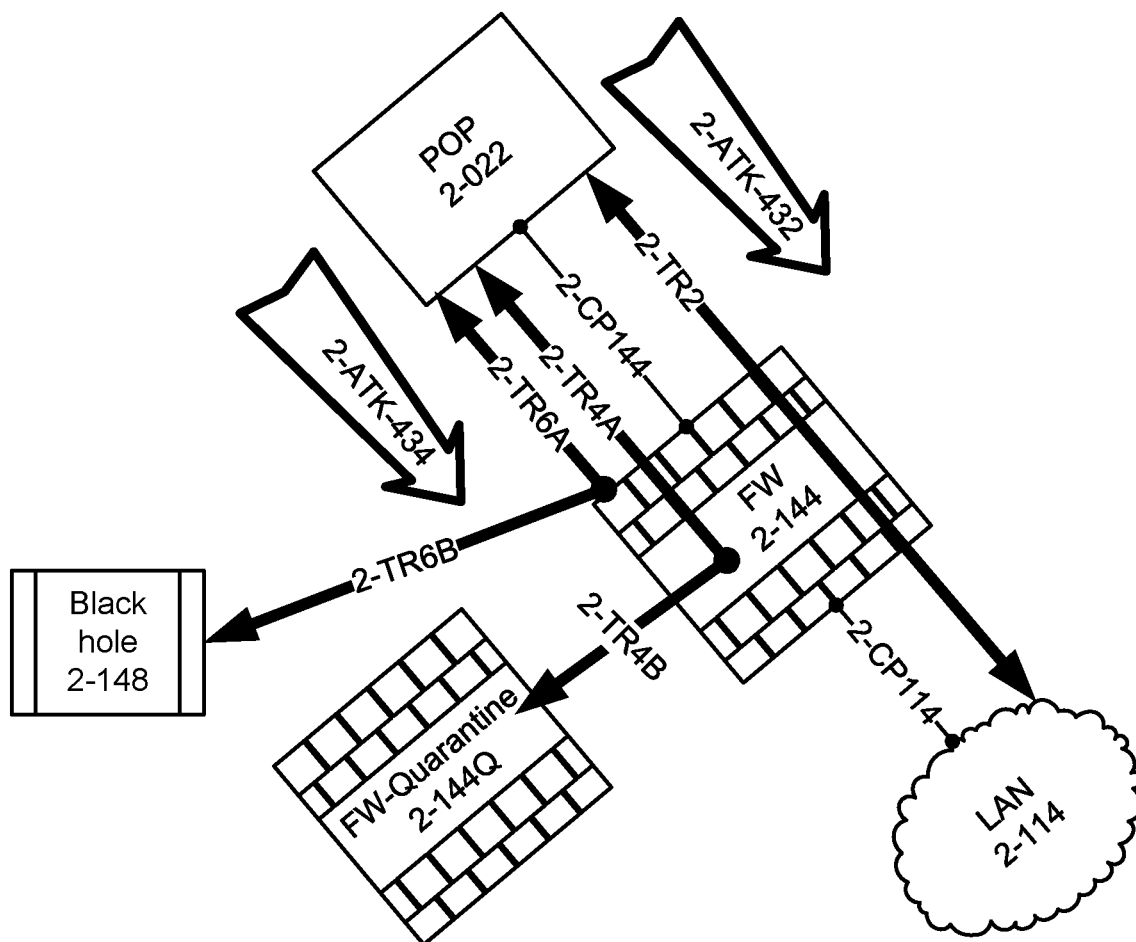 POP
2-022
2-ATK-432
2-TR2
2-CP144
2-TR4A
2-TR6A
2-ATK-434
FW
2-144
2-TR6B
2-TR4B
2-CP114
Black
hole
2-148
FW-Quarantine
2-144Q
LAN
2-114